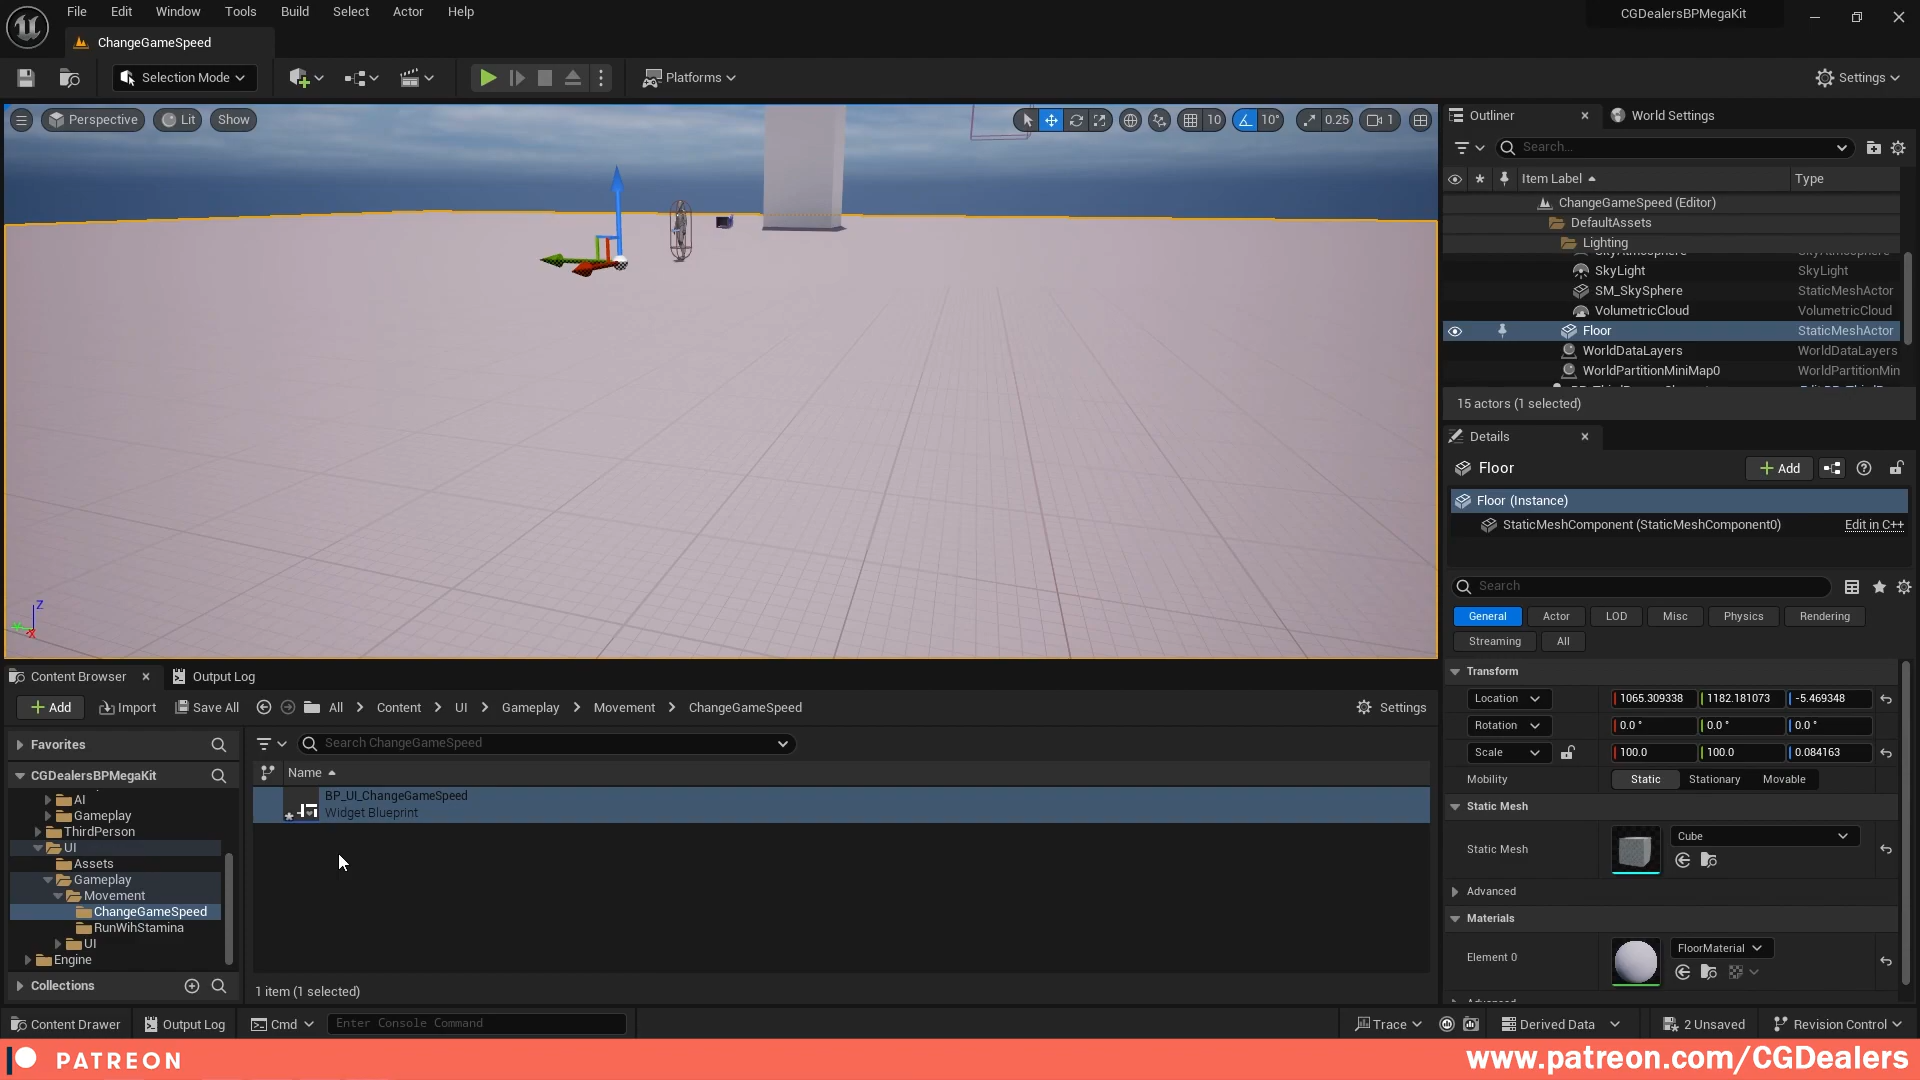 File Edit Window Tools Build Select Actor Help
CGDealersBPMegaKit
ChangeGameSpeed
Selection Mode
Platforms
Settings
Perspective Lit Show
10 10° 0.25 1
Outliner World Settings
Search...
Item Label Type
ChangeGameSpeed (Editor)
DefaultAssets
Lighting
SkyLight SkyLight
SM_SkySphere StaticMeshActor
VolumetricCloud VolumetricCloud
Floor StaticMeshActor
WorldDataLayers WorldDataLayers
WorldPartitionMiniMap0 WorldPartitionMin
15 actors (1 selected)
Details
Floor
Add
Floor (Instance)
StaticMeshComponent (StaticMeshComponent0) Edit in C++
Search
General Actor LOD Misc Physics Rendering
Streaming All
Transform
Location 1065.309338 1182.181073 -5.469348
Rotation 0.0° 0.0° 0.0°
Scale 100.0 100.0 0.084163
Mobility Static Stationary Movable
Static Mesh
Static Mesh Cube
Advanced
Materials
Element 0 FloorMaterial
Z
X
Content Browser Output Log
Add Import Save All All Content UI Gameplay Movement ChangeGameSpeed Settings
Favorites
Search ChangeGameSpeed
CGDealersBPMegaKit
Name
AI
Gameplay
ThirdPerson
UI
Assets
Gameplay
Movement
ChangeGameSpeed
RunWihStamina
UI
Engine
BP_UI_ChangeGameSpeed
Widget Blueprint
Collections
1 item (1 selected)
Content Drawer Output Log Cmd Enter Console Command
Trace Derived Data 2 Unsaved Revision Control
PATREON
www.patreon.com/CGDealers